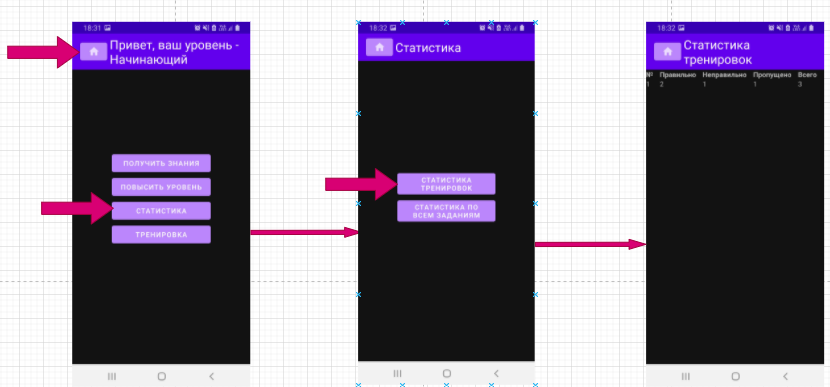 18:31
Привет, ваш уровень -
Начинающий
ПОЛУЧИТЬ ЗНАНИЯ
ПОВЫСИТЬ УРОВЕНЬ
СТАТИСТИКА
ТРЕНИРОВКА
18:32
Статистика
СТАТИСТИКА
ТРЕНИРОВОК
СТАТИСТИКА ПО
ВСЕМ ЗАДАНИЯМ
18:32
Статистика
тренировок
№ Правильно Неправильно Пропущено Всего
1 2 1 1 3